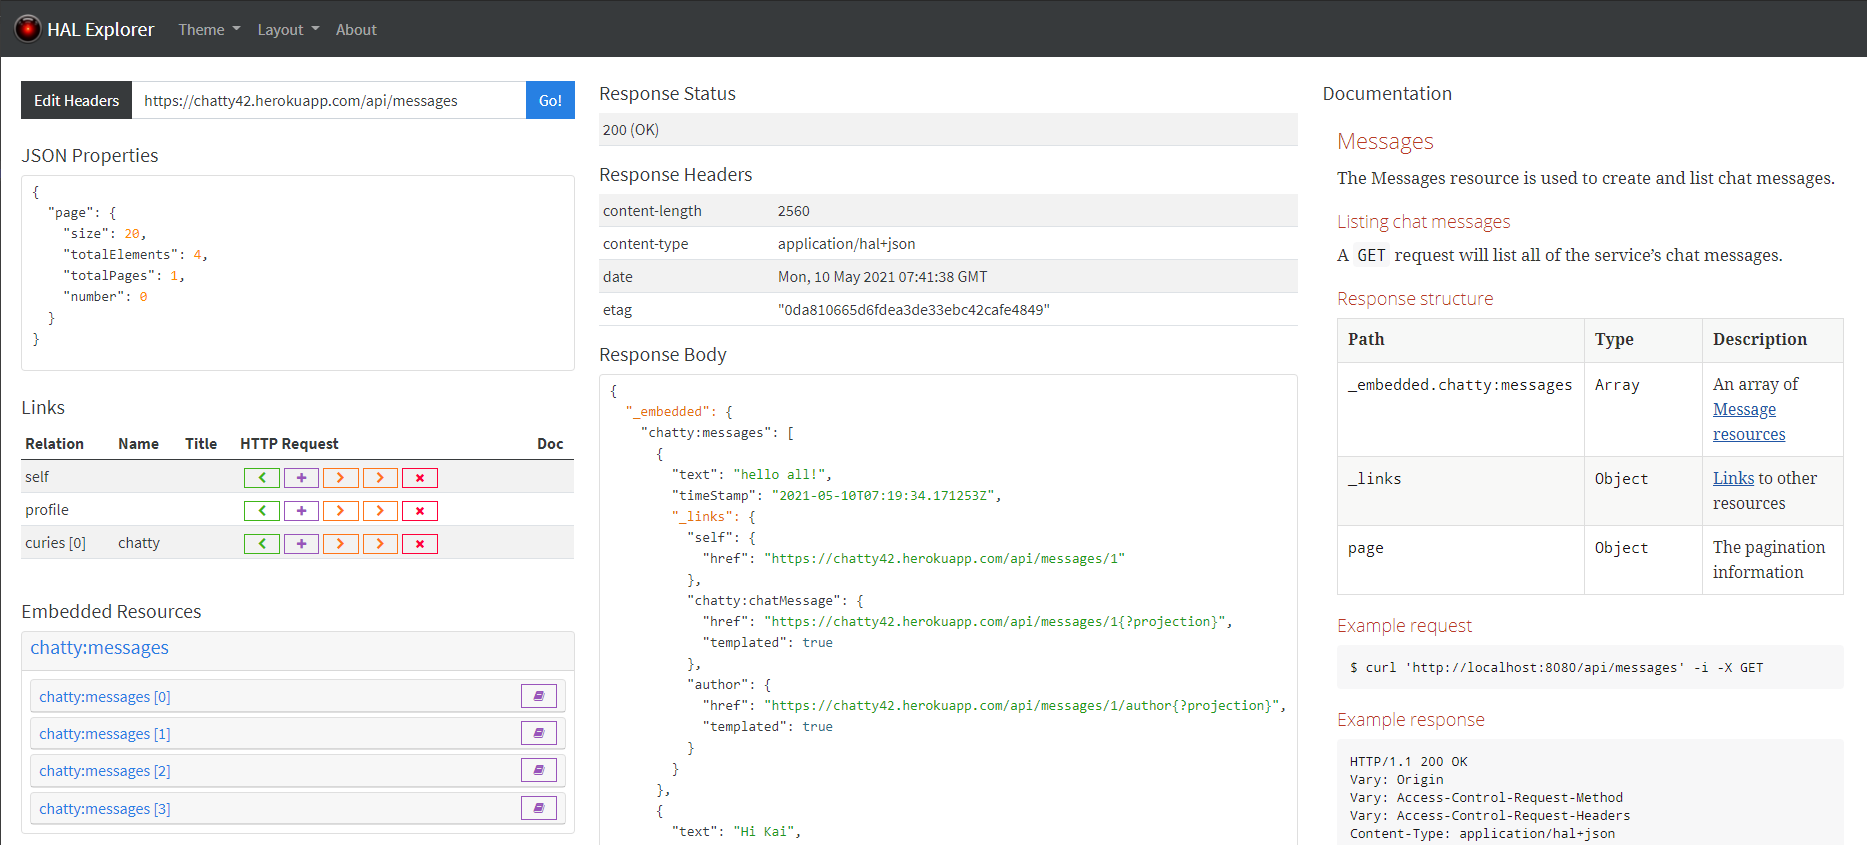 HAL Explorer Theme Layout About
Edit Headers https://chatty42.herokuapp.com/api/messages Go!
JSON Properties
{
"page": {
"size": 20,
"totalElements": 4,
"totalPages": 1,
"number": 0
}
}
Links
Relation Name Title HTTP Request Doc
self
profile
curies [0] chatty
Embedded Resources
chatty:messages
chatty:messages [0]
chatty:messages [1]
chatty:messages [2]
chatty:messages [3]
Response Status
200 (OK)
Response Headers
content-length 2560
content-type application/hal+json
date Mon, 10 May 2021 07:41:38 GMT
etag "0da810665d6fdea3de33ebc42cafe4849"
Response Body
{
"_embedded": {
"chatty:messages": [
{
"text": "hello all!",
"timeStamp": "2021-05-10T07:19:34.171253Z",
"_links": {
"self": {
"href": "https://chatty42.herokuapp.com/api/messages/1"
},
"chatty:chatMessage": {
"href": "https://chatty42.herokuapp.com/api/messages/1{?projection}",
"templated": true
},
"author": {
"href": "https://chatty42.herokuapp.com/api/messages/1/author{?projection}",
"templated": true
}
}
},
{
"text": "Hi Kai",
Documentation
Messages
The Messages resource is used to create and list chat messages.
Listing chat messages
A GET request will list all of the service’s chat messages.
Response structure
Path Type Description
_embedded.chatty:messages Array An array of
Message
resources
_links Object Links to other
resources
page Object The pagination
information
Example request
$ curl 'http://localhost:8080/api/messages' -i -X GET
Example response
HTTP/1.1 200 OK
Vary: Origin
Vary: Access-Control-Request-Method
Vary: Access-Control-Request-Headers
Content-Type: application/hal+json